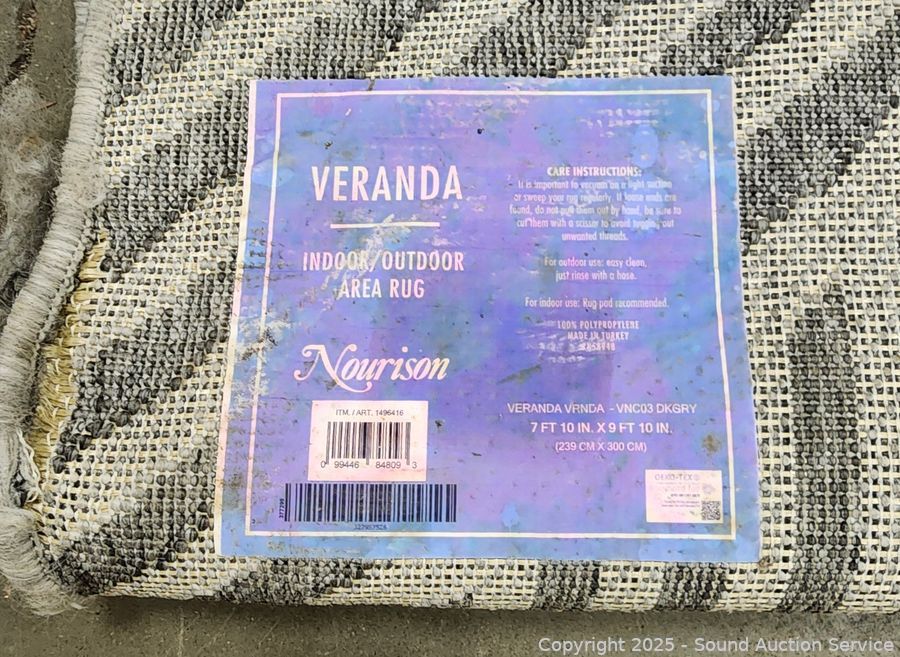 VERANDA
INDOOR/OUTDOOR
AREA RUG
Nourison
ITM. / ART. 1496416
0 99446 84809 3
377299
CARE INSTRUCTIONS:
It is important to vacuum on a light suction
or sweep your rug regularly. If loose ends are
found, do not pull them out by hand, be sure to
cut them with a scissor to avoid tugging out
unwanted threads.
For outdoor use: easy clean,
just rinse with a hose.
For indoor use: Rug pad recommended.
100% POLYPROPYLENE
MADE IN TURKEY
VERANDA VRNDA - VNC03 DKGRY
7 FT 10 IN. X 9 FT 10 IN.
(239 CM X 300 CM)
OEKO-TEX®
Copyright 2025 - Sound Auction Service